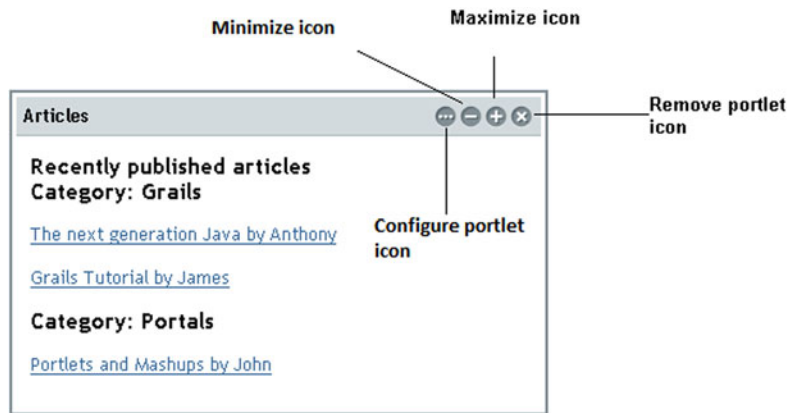 Minimize icon
Maximize icon
Articles
Remove portlet
icon
Recently published articles
Category: Grails
The next generation Java by Anthony
Configure portlet
icon
Grails Tutorial by James
Category: Portals
Portlets and Mashups by John